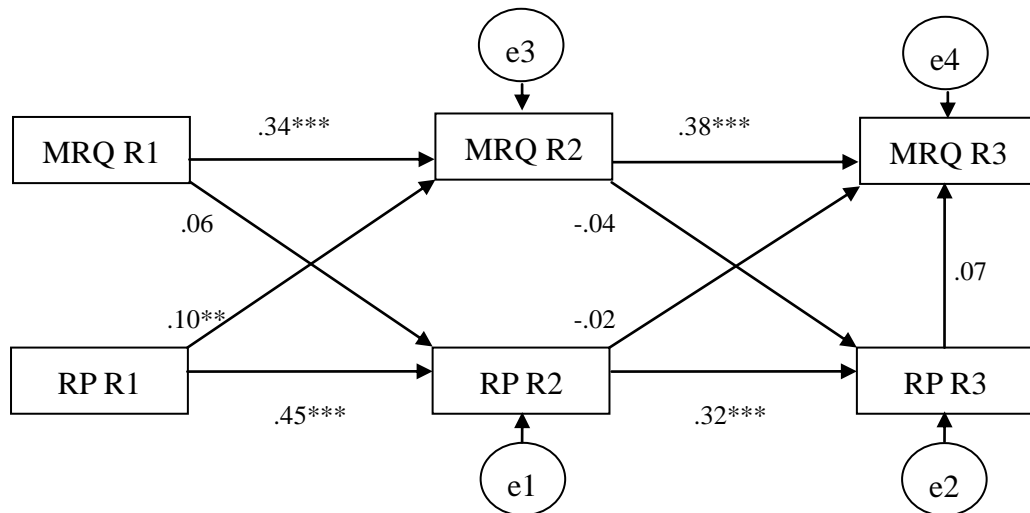 e3
e4
.34***
.38***
MRQ R1
MRQ R2
MRQ R3
.06
-.04
.07
.10**
-.02
RP R1
RP R2
RP R3
.45***
.32***
e1
e2